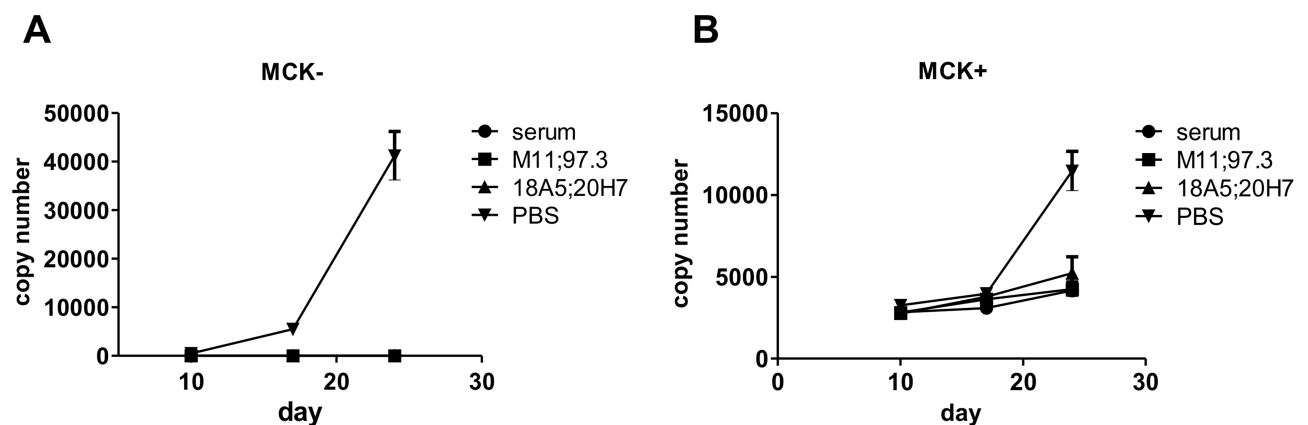 A
MCK-
50000
40000
30000
20000
10000
0
copy number
10
20
30
day
serum
M11;97.3
18A5;20H7
PBS
B
MCK+
15000
10000
5000
0
copy number
0
10
20
30
day
serum
M11;97.3
18A5;20H7
PBS